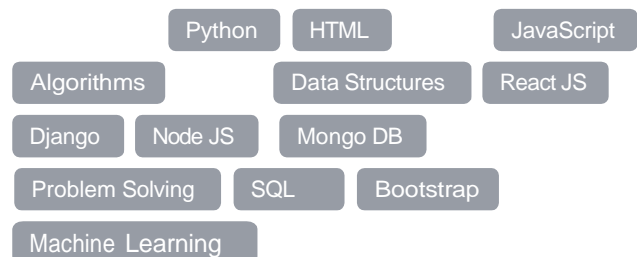 Python HTML JavaScript
Algorithms Data Structures React JS
Django Node JS Mongo DB
Problem Solving SQL Bootstrap
Machine Learning